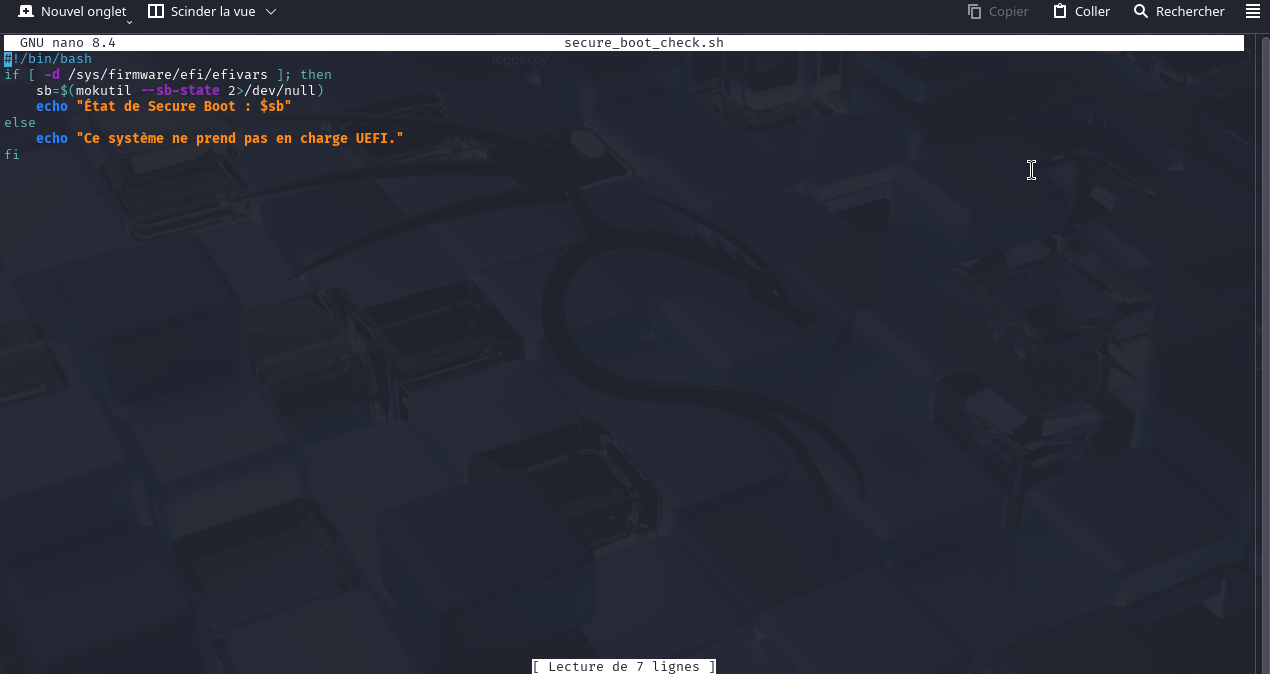 Nouvel onglet Scinder la vue Copier Coller Rechercher
GNU nano 8.4 secure_boot_check.sh
#!/bin/bash
if [ -d /sys/firmware/efi/efivars ]; then
    sb=$(mokutil --sb-state 2>/dev/null)
    echo "État de Secure Boot : $sb"
else
    echo "Ce système ne prend pas en charge UEFI."
fi
logger.py
[ Lecture de 7 lignes ]